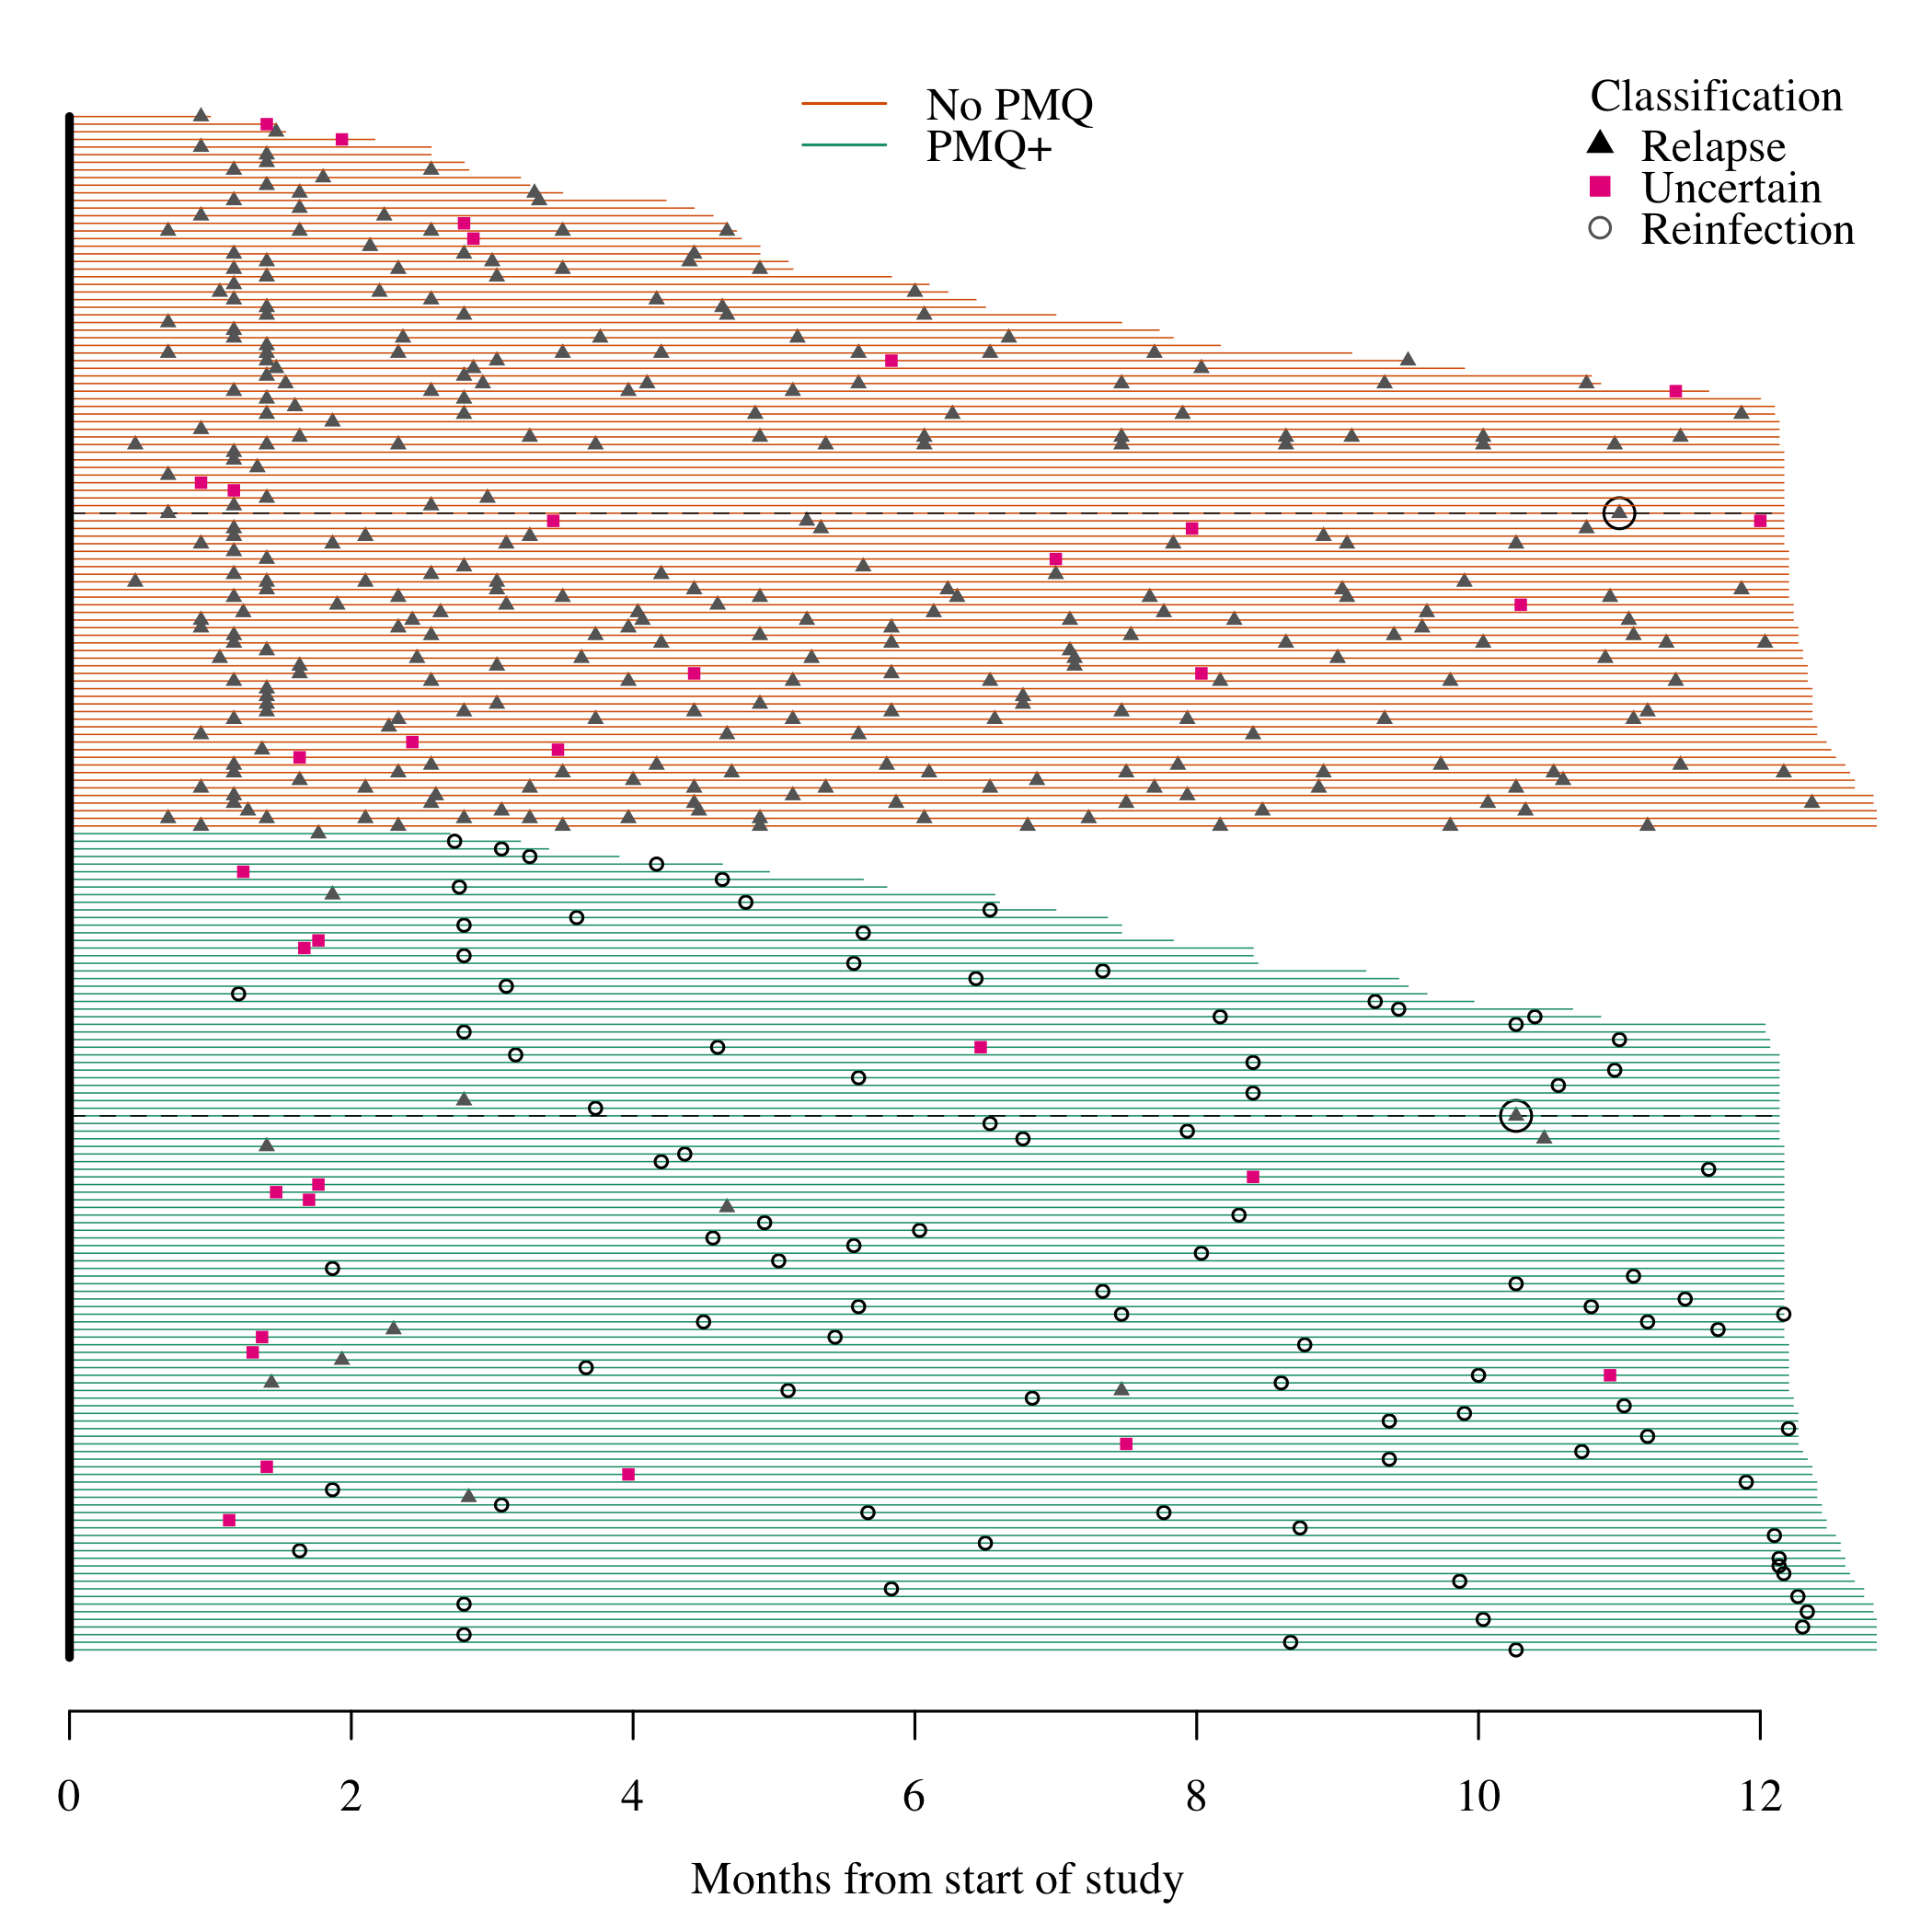 No PMQ
PMQ+
Classification
Relapse
Uncertain
Reinfection
0 2 4 6 8 10 12
Months from start of study